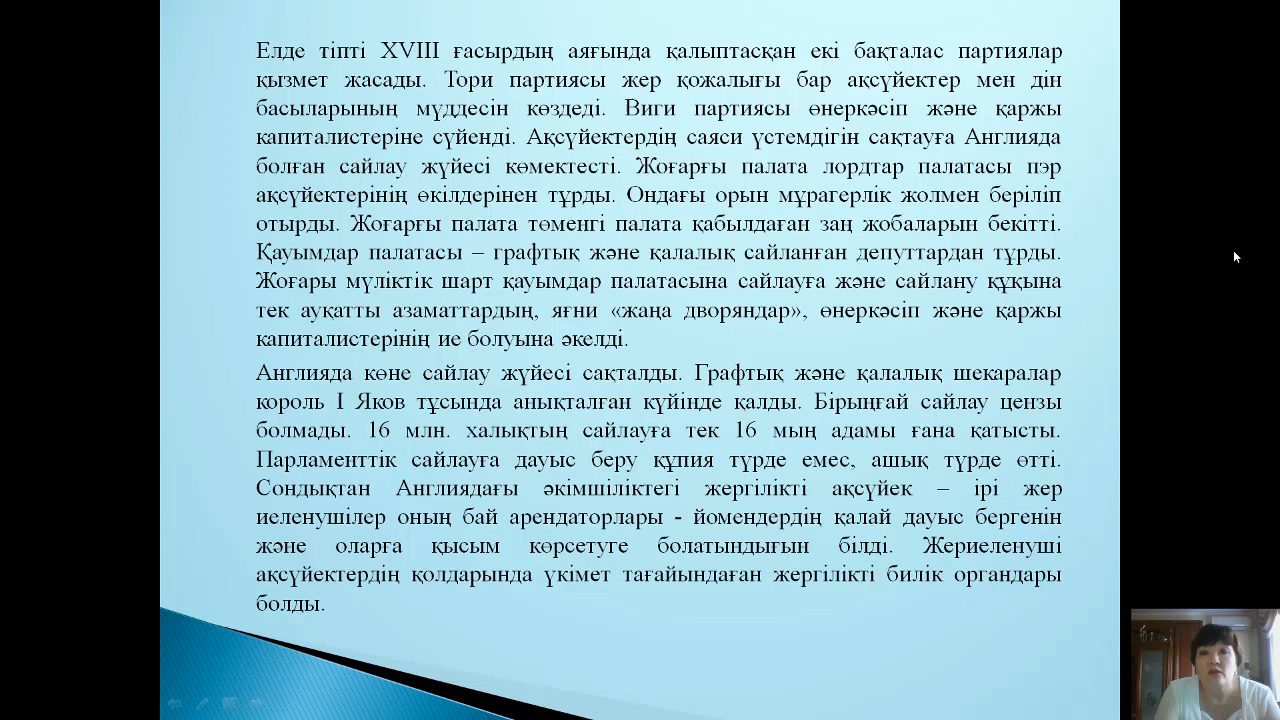 Елде тіпті XVIII ғасырдың аяғында қалыптасқан екі бақталас партиялар
қызмет жасады. Тори партиясы жер қожалығы бар ақсүйектер мен дін
басыларының мүддесін көздеді. Виги партиясы өнеркәсіп және қаржы
капиталистеріне сүйенді. Ақсүйектердің саяси үстемдігін сақтауға Англияда
болған сайлау жүйесі көмектесті. Жоғарғы палата лордтар палатасы пэр
ақсүйектерінің өкілдерінен тұрды. Ондағы орын мұрагерлік жолмен беріліп
отырды. Жоғарғы палата төменгі палата қабылдаған заң жобаларын бекітті.
Қауымдар палатасы – графтық және қалалық сайланған депуттардан тұрды.
Жоғары мүліктік шарт қауымдар палатасына сайлауға және сайлану құқына
тек ауқатты азаматтардың, яғни «жаңа дворяндар», өнеркәсіп және қаржы
капиталистерінің ие болуына әкелді.
Англияда көне сайлау жүйесі сақталды. Графтық және қалалық шекаралар
король I Яков тұсында анықталған күйінде қалды. Бірыңғай сайлау цензы
болмады. 16 млн. халықтың сайлауға тек 16 мың адамы ғана қатысты.
Парламенттік сайлауға дауыс беру құпия түрде емес, ашық түрде өтті.
Сондықтан Англиядағы әкімшіліктегі жергілікті ақсүйек – ірі жер
иеленушілер оның бай арендаторлары - йомендердің қалай дауыс бергенін
және оларға қысым көрсетуге болатындығын білді. Жериеленуші
ақсүйектердің қолдарында үкімет тағайындаған жергілікті билік органдары
болды.